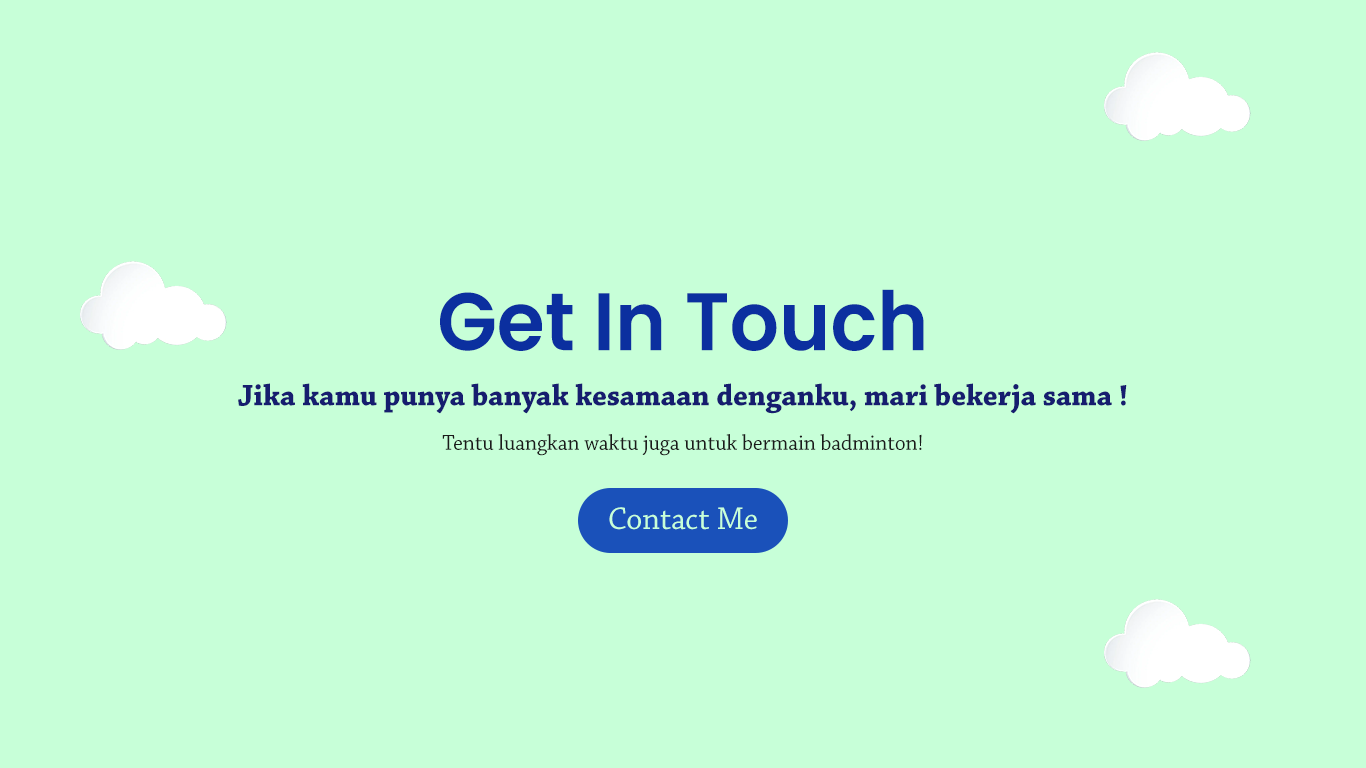 Get In Touch
Jika kamu punya banyak kesamaan denganku, mari bekerja sama !
Tentu luangkan waktu juga untuk bermain badminton!
Contact Me